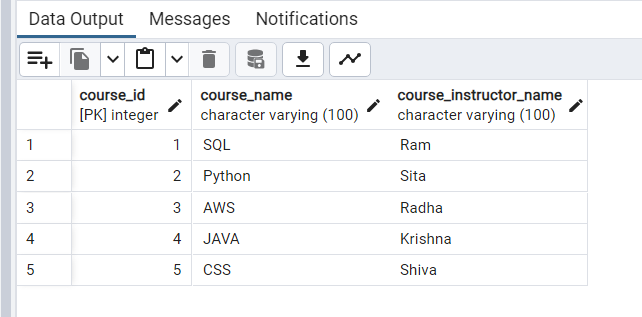 Data Output Messages Notifications
course_id course_name course_instructor_name
[PK] integer character varying (100) character varying (100)
1 1 SQL Ram
2 2 Python Sita
3 3 AWS Radha
4 4 JAVA Krishna
5 5 CSS Shiva